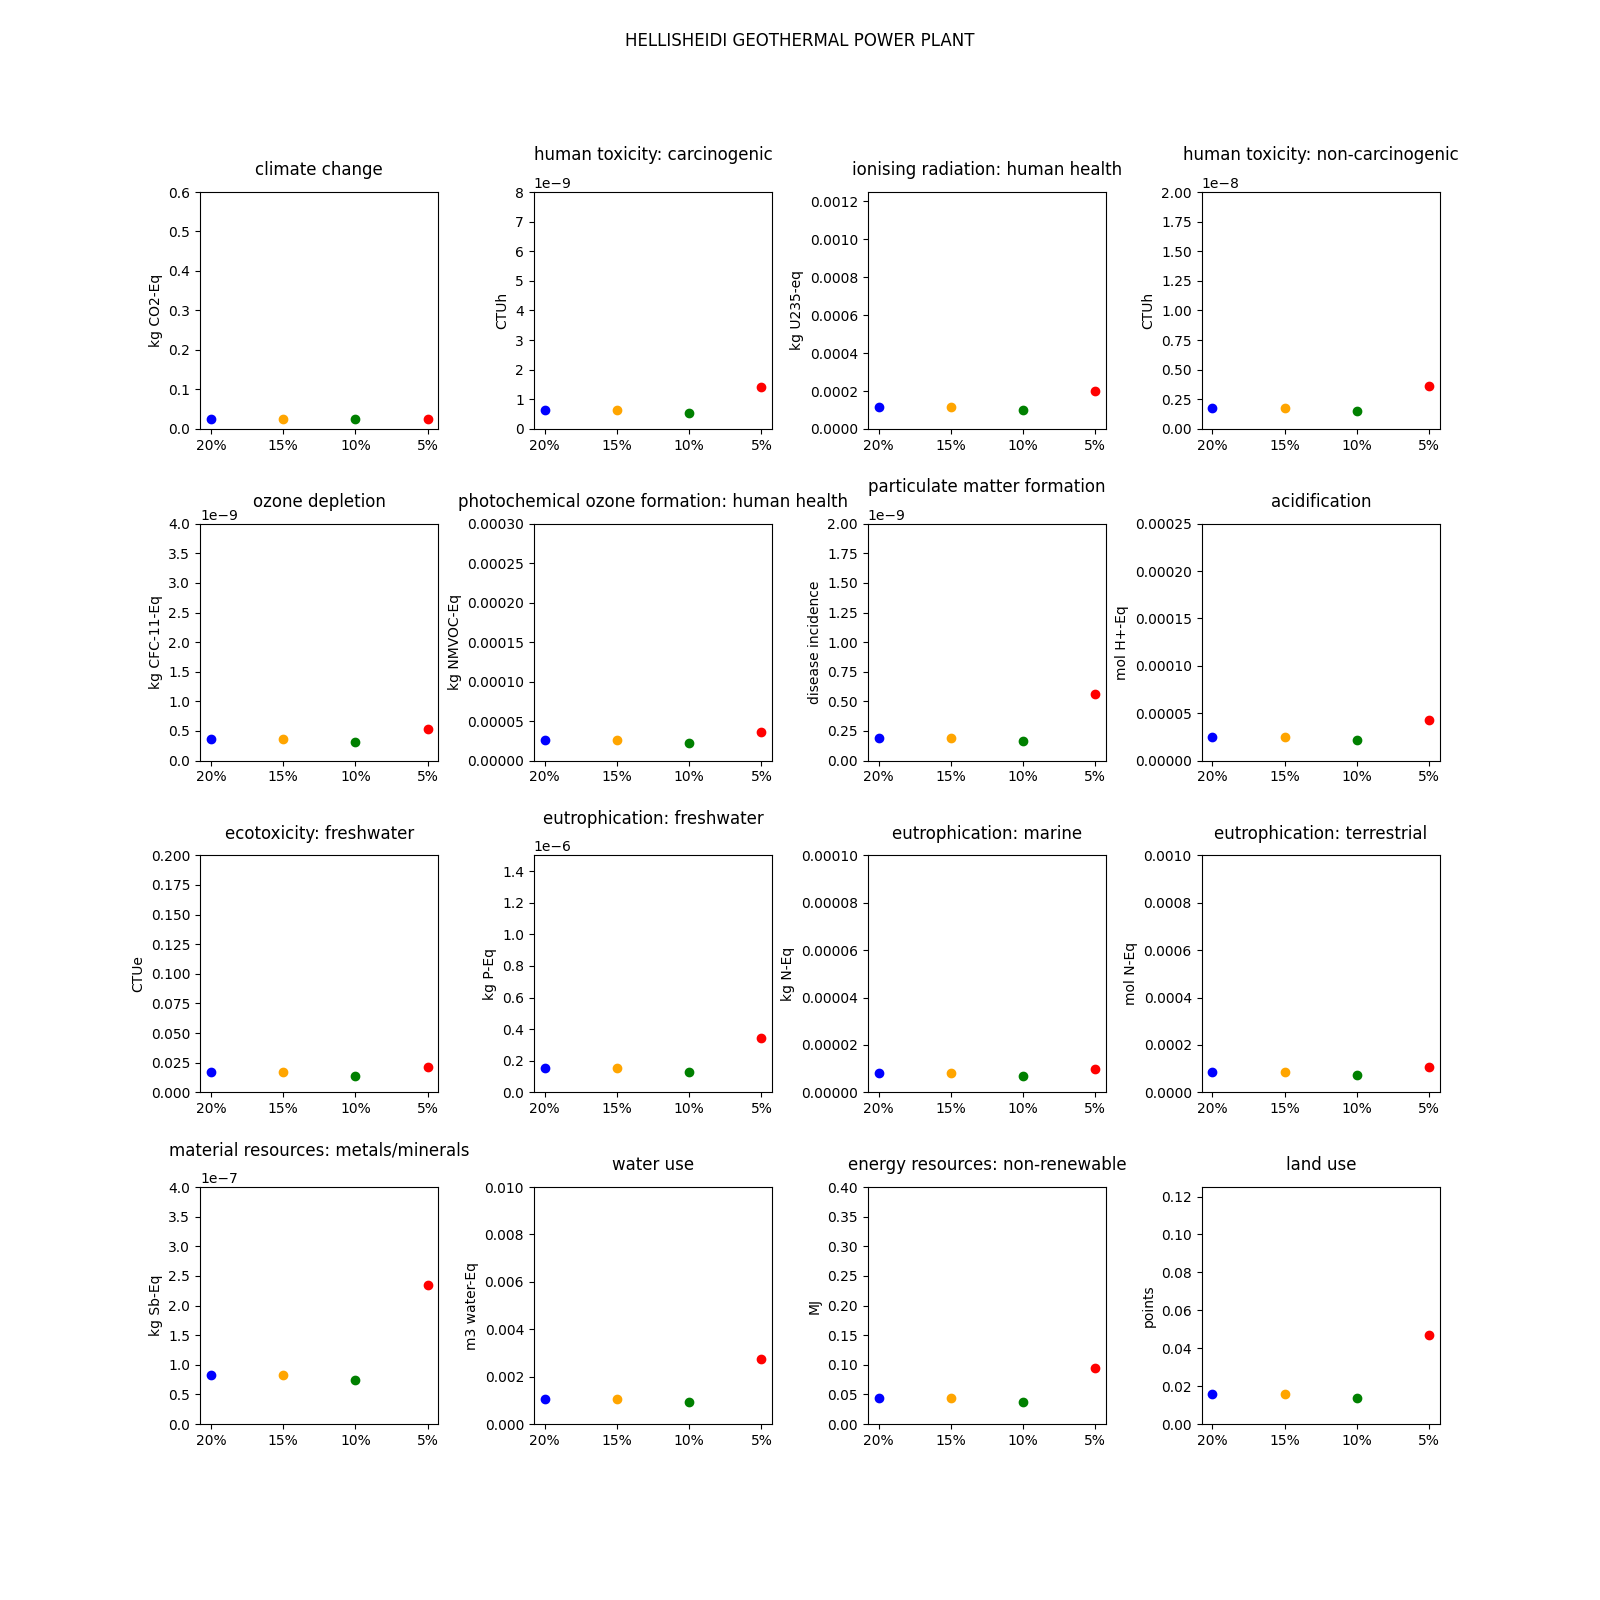 HELLISHEIDI GEOTHERMAL POWER PLANT
climate change
kg CO2-Eq
0.6
0.5
0.4
0.3
0.2
0.1
0.0
20% 15% 10% 5%
human toxicity: carcinogenic
1e−9
CTUh
8
7
6
5
4
3
2
1
0
20% 15% 10% 5%
ionising radiation: human health
kg U235-eq
0.0012
0.0010
0.0008
0.0006
0.0004
0.0002
0.0000
20% 15% 10% 5%
human toxicity: non-carcinogenic
1e−8
CTUh
2.00
1.75
1.50
1.25
1.00
0.75
0.50
0.25
0.00
20% 15% 10% 5%
ozone depletion
1e−9
kg CFC-11-Eq
4.0
3.5
3.0
2.5
2.0
1.5
1.0
0.5
0.0
20% 15% 10% 5%
photochemical ozone formation: human health
kg NMVOC-Eq
0.00030
0.00025
0.00020
0.00015
0.00010
0.00005
0.00000
20% 15% 10% 5%
particulate matter formation
1e−9
disease incidence
2.00
1.75
1.50
1.25
1.00
0.75
0.50
0.25
0.00
20% 15% 10% 5%
acidification
mol H+-Eq
0.00025
0.00020
0.00015
0.00010
0.00005
0.00000
20% 15% 10% 5%
ecotoxicity: freshwater
CTUe
0.200
0.175
0.150
0.125
0.100
0.075
0.050
0.025
0.000
20% 15% 10% 5%
eutrophication: freshwater
1e−6
kg P-Eq
1.4
1.2
1.0
0.8
0.6
0.4
0.2
0.0
20% 15% 10% 5%
eutrophication: marine
kg N-Eq
0.00010
0.00008
0.00006
0.00004
0.00002
0.00000
20% 15% 10% 5%
eutrophication: terrestrial
mol N-Eq
0.0010
0.0008
0.0006
0.0004
0.0002
0.0000
20% 15% 10% 5%
material resources: metals/minerals
1e−7
kg Sb-Eq
4.0
3.5
3.0
2.5
2.0
1.5
1.0
0.5
0.0
20% 15% 10% 5%
water use
m3 water-Eq
0.010
0.008
0.006
0.004
0.002
0.000
20% 15% 10% 5%
energy resources: non-renewable
MJ
0.40
0.35
0.30
0.25
0.20
0.15
0.10
0.05
0.00
20% 15% 10% 5%
land use
points
0.12
0.10
0.08
0.06
0.04
0.02
0.00
20% 15% 10% 5%